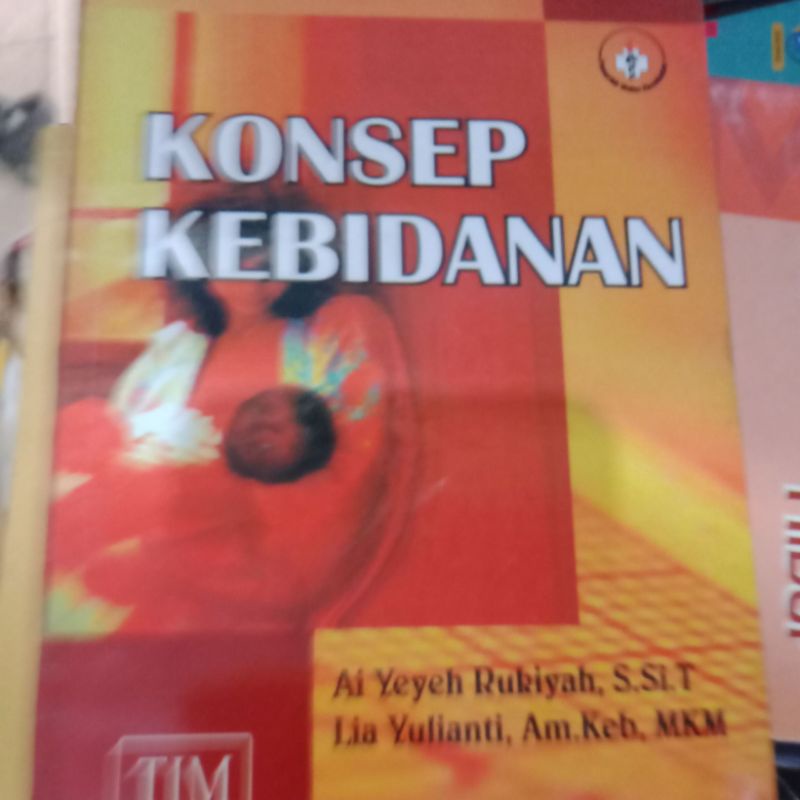 KONSEP
KEBIDANAN
Ai Yeyeh Rukiyah, S.Si.T
Lia Yulianti, Am.Keb, MKM
TIM